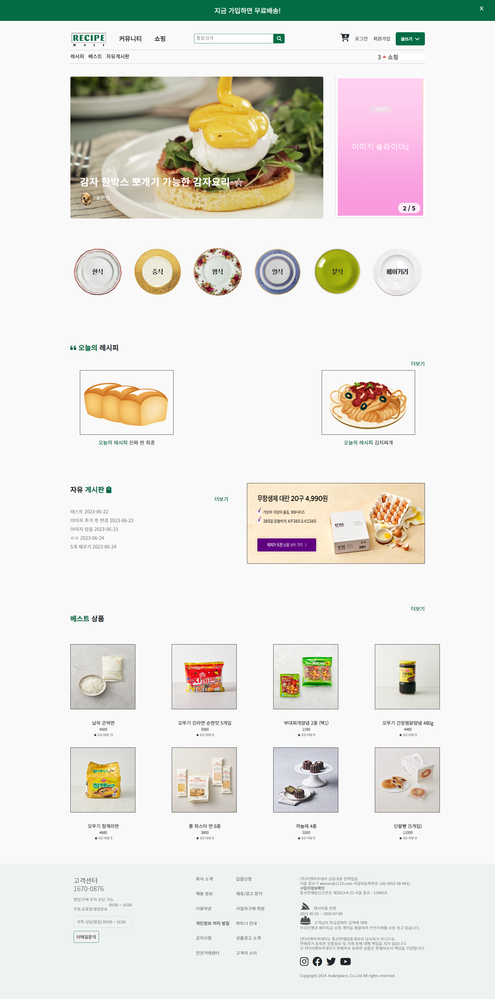 지금 가입하면 무료배송!
X
RECIPE
MALL
커뮤니티 쇼핑
통합검색
로그인 회원가입 글쓰기
레시피 베스트 자유게시판
3 쇼핑
이벤트
이미지 슬라이더2
2 / 5
감자 한박스 뽀개기 가능한 감자요리-☆
소은맘
한식 중식 양식 일식 분식 베이커리
오늘의 레시피
더보기
오늘의 레시피 진짜 찐 최종
오늘의 레시피 김치찌개
자유 게시판
더보기
테스트 2023-06-22
이미지 추가 후 변경 2023-06-23
이미지 있음 2023-06-23
ㄹㄹ 2023-06-24
5개 채우기 2023-06-24
무항생제 대란 20구 4,990원
가성비 이상의 품질, 99시리즈
365일 알뜰하게, KF365 & KS365
최저가 도전 상품 보러 가기 >
KF365
KF365
더보기
베스트 상품
진라면
간장찜닭
참깨라면
RUMMO
RUMMO
납작 곤약면
4500
★ 0.0 리뷰 21
오뚜기 진라면 순한맛 5개입
3580
★ 0.0 리뷰 0
부대찌개양념 2종 (택1)
2180
★ 0.0 리뷰 0
오뚜기 간장찜닭양념 480g
4480
★ 0.0 리뷰 0
오뚜기 참깨라면
4680
★ 0.0 리뷰 0
롱 파스타 면 6종
3800
★ 0.0 리뷰 0
까눌레 4종
5500
★ 0.0 리뷰 0
단팥빵 (5개입)
11000
★ 0.0 리뷰 0
고객센터
1670-0876
평일:전체 문의 상담 가능
09:00 ~ 16:00
주말,공휴일:영업종료
카톡 상담(평일) 09:00 ~ 16:00
이메일문의
회사 소개
채용 정보
이용약관
개인정보 처리 방침
공지사항
안전거래센터
입점신청
제휴/광고 문의
사업자구매 회원
파트너 안내
상품광고 소개
고객의 소리
(주)이젠아카데미 공동대표 한끼일동
서울 종로구 winner@1119.com 사업자등록번호 166-3453-34-4431
사업자정보확인
통신판매업신고번호 제2023-4-23 서울 종로 - 12045호
레시피몰 운영
2021-05-01 ~ 2026-07-09
고객님이 현금결재한 금액에 대해
우리은행과 채무지급 보증 계약을 체결하여 안전거래를 보장 하고 있습니다.
(주)이젠아카데미는 통신판매업중개자로 당사자가 아니므로,
판매자가 등록한 상품정보 및 거래 등에 대해 책임을 지지 않습니다.
단 (주)이젠아카데미가 판매자로 등록한 상품은 판매자로서 책임을 부담합니다.
Copyright 2014. buketplace, Co.,Ltd All rights reserved